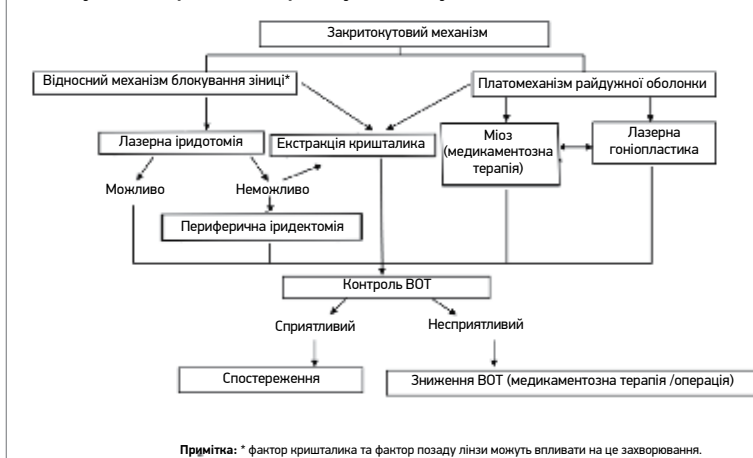 Закритокутовий механізм
Відносний механізм блокування зіниці*
Платомеханізм райдужної оболонки
Лазерна іридотомія
Екстракція кришталика
Міоз
(медикаментозна
терапія)
Лазерна
гоніопластика
Можливо
Неможливо
Периферична іридектомія
Контроль ВОТ
Сприятливий
Несприятливий
Спостереження
Зниження ВОТ (медикаментозна терапія /операція)
Примітка: * фактор кришталика та фактор позаду лінзи можуть впливати на це захворювання.